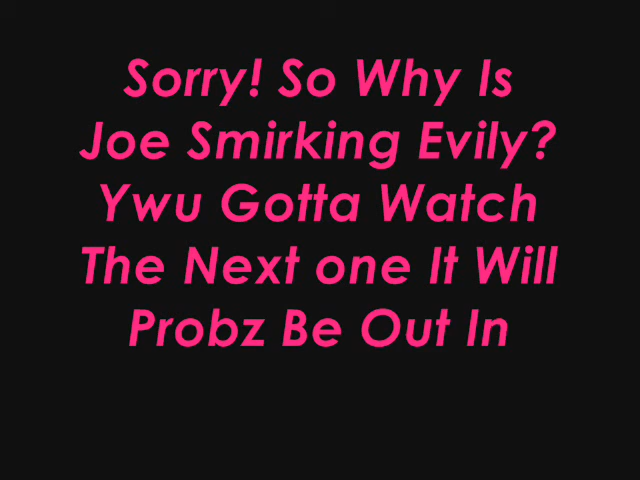 Sorry! So Why Is
Joe Smirking Evily?
Ywu Gotta Watch
The Next one It Will
Probz Be Out In